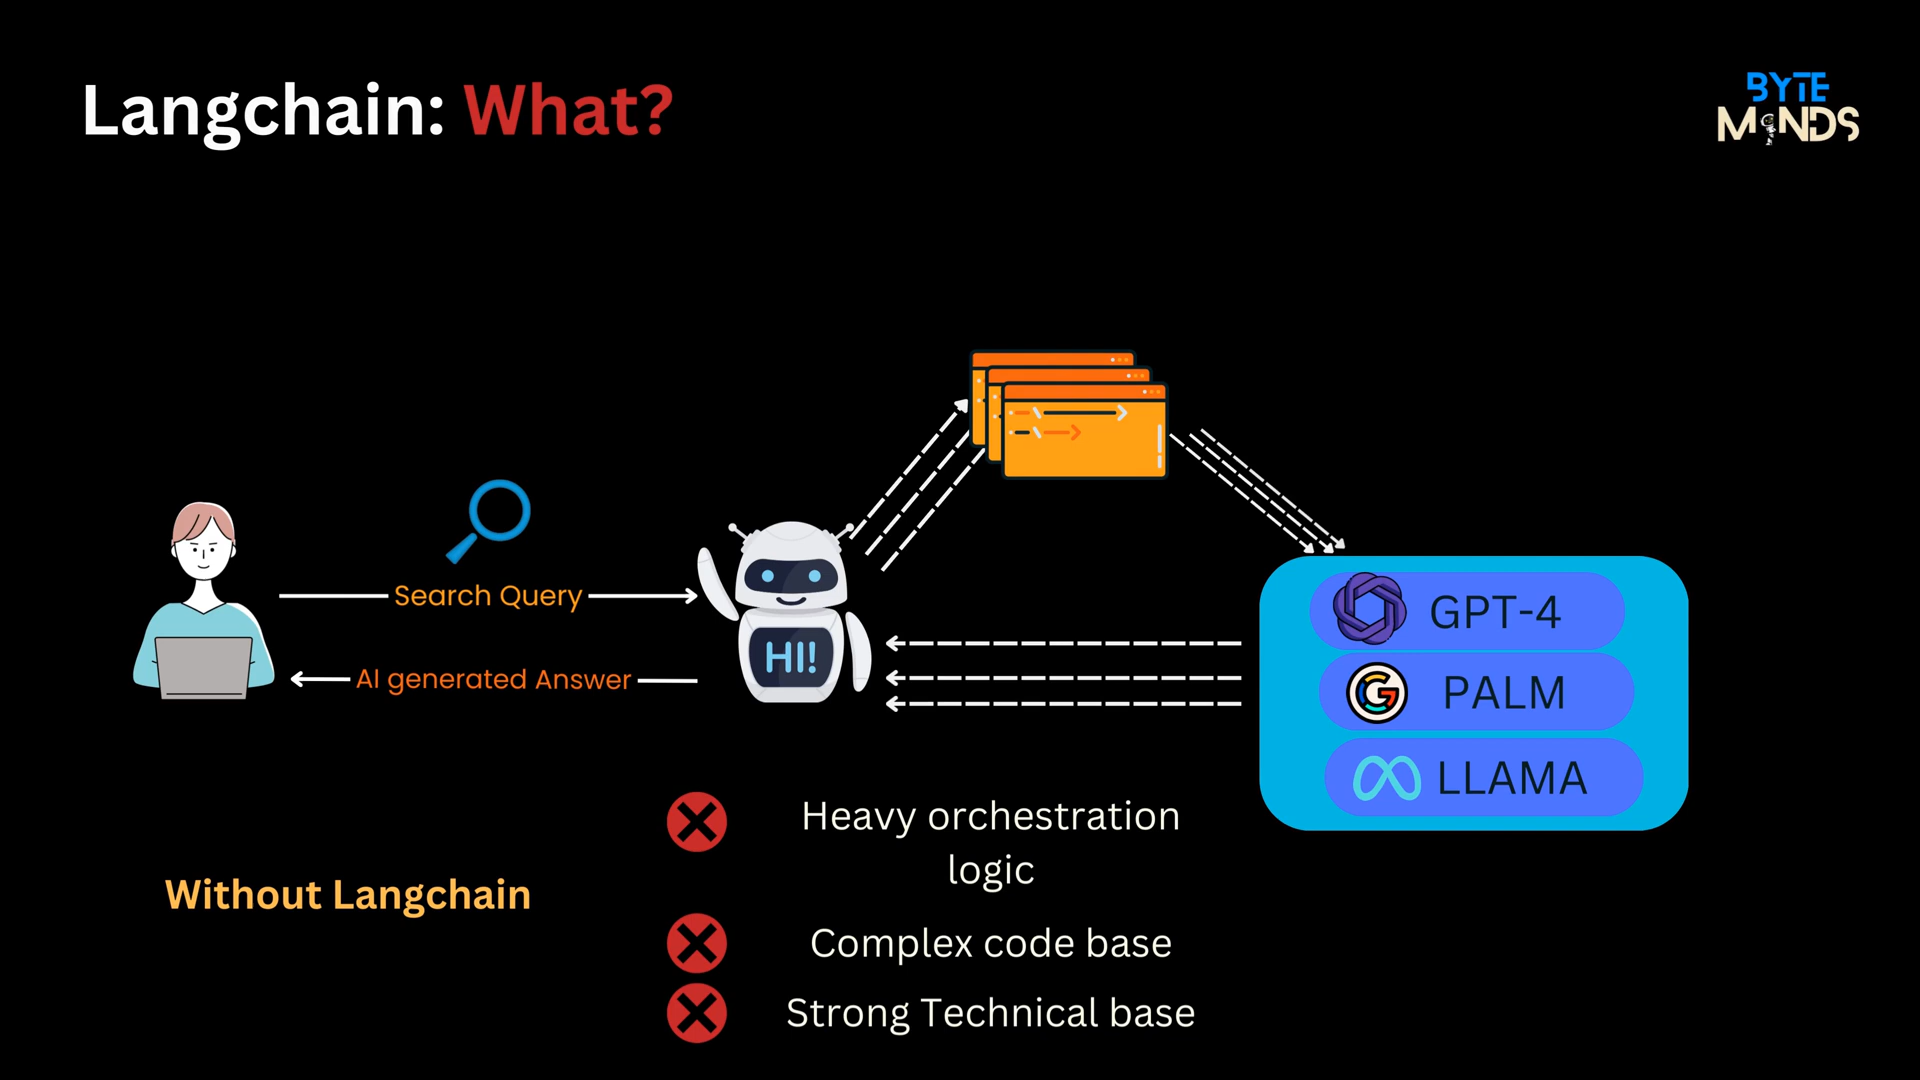 Langchain: What?
BYTE
MINDS
Search Query
AI generated Answer
HI!
GPT-4
PALM
LLAMA
Without Langchain
Heavy orchestration
logic
Complex code base
Strong Technical base